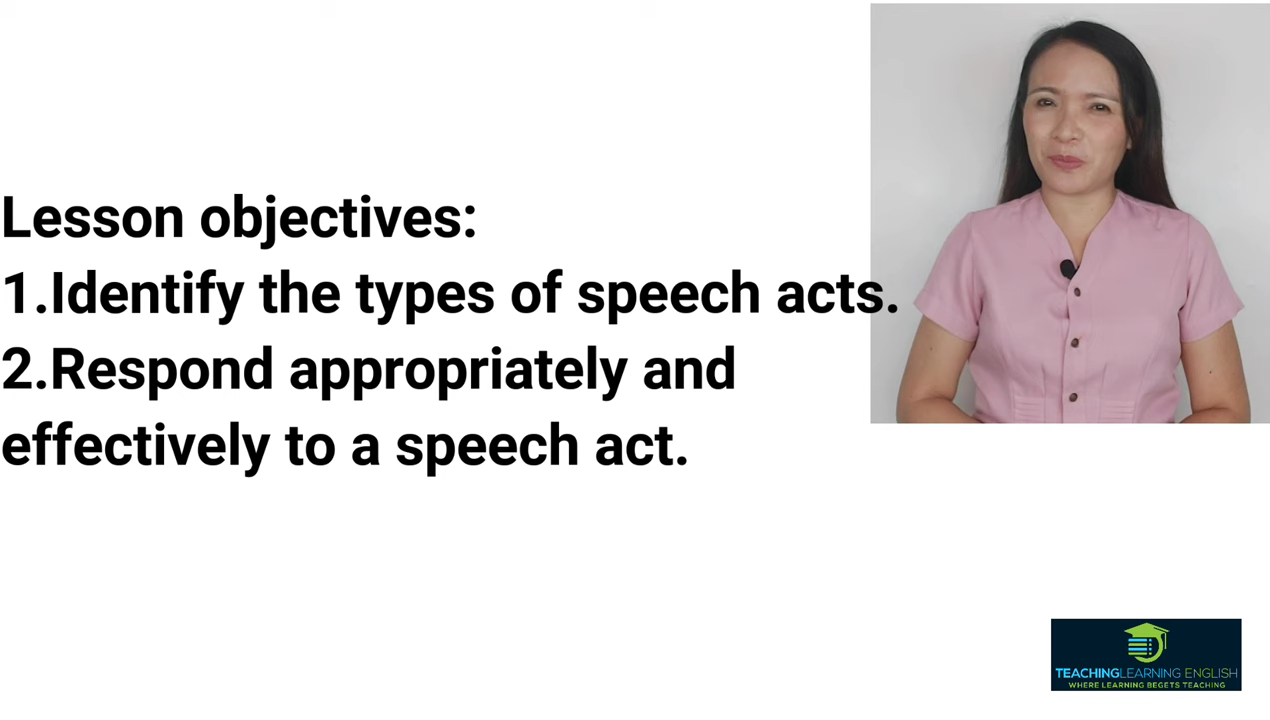 Lesson objectives:
1.Identify the types of speech acts.
2.Respond appropriately and
effectively to a speech act.
TEACHINGLEARNING ENGLISH
WHERE LEARNING BEGETS TEACHING